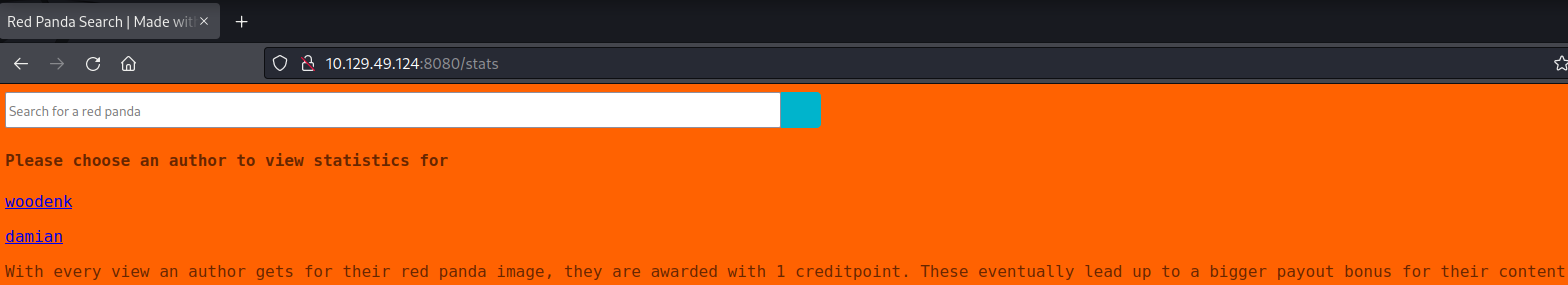 Red Panda Search | Made with
10.129.49.124:8080/stats
Search for a red panda
Please choose an author to view statistics for
woodenk
damian
With every view an author gets for their red panda image, they are awarded with 1 creditpoint. These eventually lead up to a bigger payout bonus for their content